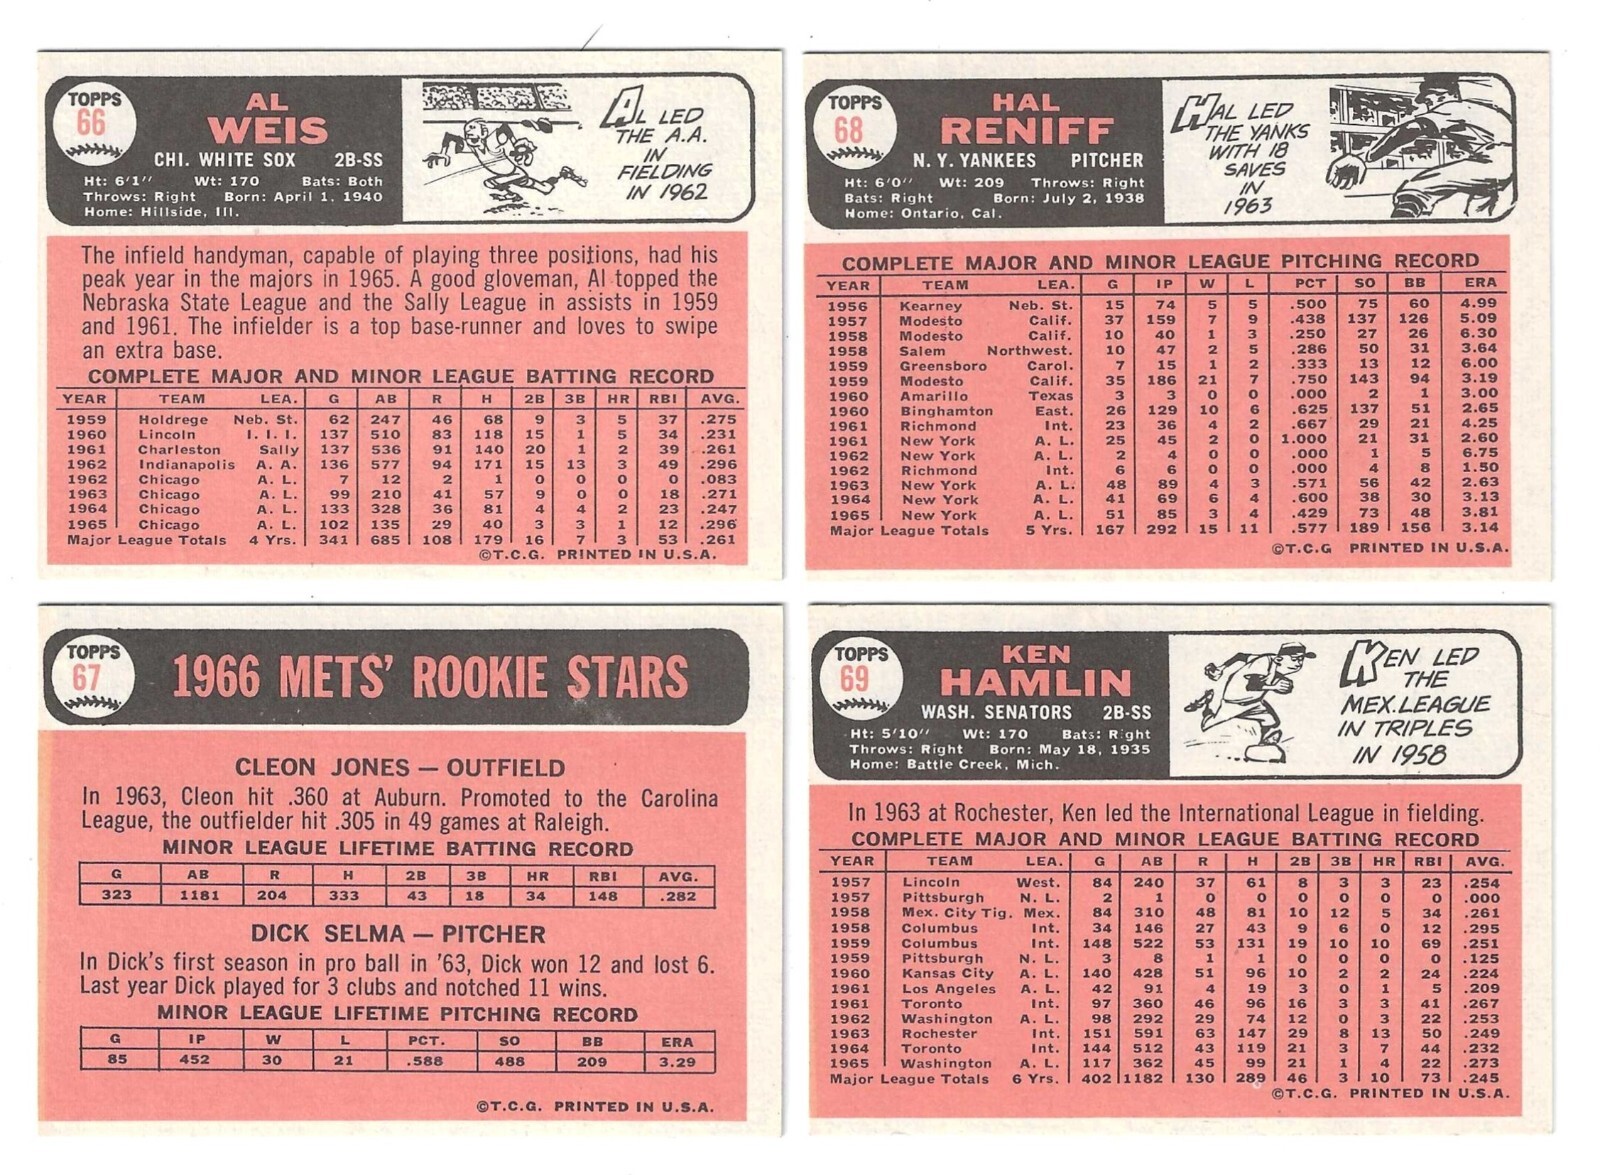 TOPPS
66
AL
WEIS
CHI. WHITE SOX 2B-SS
Ht: 6'1" Wt: 170 Bats: Both
Throws: Right Born: April 1, 1940
Home: Hillside, Ill.
AL LED
THE A.A.
IN
FIELDING
IN 1962
The infield handyman, capable of playing three positions, had his
peak year in the majors in 1965. A good gloveman, Al topped the
Nebraska State League and the Sally League in assists in 1959
and 1961. The infielder is a top base-runner and loves to swipe
an extra base.
COMPLETE MAJOR AND MINOR LEAGUE BATTING RECORD
YEAR TEAM LEA. G AB R H 2B 3B HR RBI AVG.
1959 Holdrege Neb. St. 62 247 46 68 9 3 5 37 .275
1960 Lincoln I. I. I. 137 510 83 118 15 1 5 34 .231
1961 Charleston Sally 137 536 91 140 20 1 2 39 .261
1962 Indianapolis A. A. 136 577 94 171 15 13 3 49 .296
1962 Chicago A. L. 7 12 2 1 0 0 0 0 .083
1963 Chicago A. L. 99 210 41 57 9 0 0 18 .271
1964 Chicago A. L. 133 328 36 81 4 4 2 23 .247
1965 Chicago A. L. 102 135 29 40 3 3 1 12 .296
Major League Totals 4 Yrs. 341 685 108 179 16 7 3 53 .261
©T.C.G. PRINTED IN U.S.A.
TOPPS
68
HAL
RENIFF
N. Y. YANKEES PITCHER
Ht: 6'0" Wt: 209 Throws: Right
Bats: Right Born: July 2, 1938
Home: Ontario, Cal.
HAL LED
THE YANKS
WITH 18
SAVES
IN
1963
COMPLETE MAJOR AND MINOR LEAGUE PITCHING RECORD
YEAR TEAM LEA. G IP W L PCT SO BB ERA
1956 Kearney Neb. St. 15 74 5 5 .500 75 60 4.99
1957 Modesto Calif. 37 159 7 9 .438 137 126 5.09
1958 Modesto Calif. 10 40 1 3 .250 27 26 6.30
1958 Salem Northwest. 10 47 2 5 .286 50 31 3.64
1959 Greensboro Carol. 7 15 1 2 .333 13 12 6.00
1959 Modesto Calif. 35 186 21 7 .750 143 94 3.19
1960 Amarillo Texas 3 3 0 0 .000 2 1 3.00
1960 Binghamton East. 26 129 10 6 .625 137 51 2.65
1961 Richmond Int. 23 36 4 2 .667 29 21 4.25
1961 New York A. L. 25 45 2 0 1.000 21 31 2.60
1962 New York A. L. 2 4 0 0 .000 1 5 6.75
1962 Richmond Int. 6 6 0 0 .000 4 8 1.50
1963 New York A. L. 48 89 4 3 .571 56 42 2.63
1964 New York A. L. 41 69 6 4 .600 38 30 3.13
1965 New York A. L. 51 85 3 4 .429 73 48 3.81
Major League Totals 5 Yrs. 167 292 15 11 .577 189 156 3.14
©T.C.G PRINTED IN U.S.A.
TOPPS
67
1966 METS' ROOKIE STARS
CLEON JONES — OUTFIELD
In 1963, Cleon hit .360 at Auburn. Promoted to the Carolina
League, the outfielder hit .305 in 49 games at Raleigh.
MINOR LEAGUE LIFETIME BATTING RECORD
G AB R H 2B 3B HR RBI AVG.
323 1181 204 333 43 18 34 148 .282
DICK SELMA — PITCHER
In Dick's first season in pro ball in '63, Dick won 12 and lost 6.
Last year Dick played for 3 clubs and notched 11 wins.
MINOR LEAGUE LIFETIME PITCHING RECORD
G IP W L PCT. SO BB ERA
85 452 30 21 .588 488 209 3.29
©T.C.G. PRINTED IN U.S.A.
TOPPS
69
KEN
HAMLIN
WASH. SENATORS 2B-SS
Ht: 5'10" Wt: 170 Bats: Right
Throws: Right Born: May 18, 1935
Home: Battle Creek, Mich.
KEN LED
THE
MEX. LEAGUE
IN TRIPLES
IN 1958
In 1963 at Rochester, Ken led the International League in fielding.
COMPLETE MAJOR AND MINOR LEAGUE BATTING RECORD
YEAR TEAM LEA. G AB R H 2B 3B HR RBI AVG.
1957 Lincoln West. 84 240 37 61 8 3 3 23 .254
1957 Pittsburgh N. L. 2 1 0 0 0 0 0 0 .000
1958 Mex. City Tig. Mex. 84 310 48 81 10 12 5 34 .261
1958 Columbus Int. 34 146 27 43 9 6 0 12 .295
1959 Columbus Int. 148 522 53 131 19 10 10 69 .251
1959 Pittsburgh N. L. 3 8 1 1 0 0 0 0 .125
1960 Kansas City A. L. 140 428 51 96 10 2 2 24 .224
1961 Los Angeles A. L. 42 91 4 19 3 0 1 5 .209
1961 Toronto Int. 97 360 46 96 16 3 3 41 .267
1962 Washington A. L. 98 292 29 74 12 0 3 22 .253
1963 Rochester Int. 151 591 63 147 29 8 13 50 .249
1964 Toronto Int. 144 512 43 119 21 3 7 44 .232
1965 Washington A. L. 117 362 45 99 21 1 4 22 .273
Major League Totals 6 Yrs. 402 1182 130 289 46 3 10 73 .245
©T.C.G. PRINTED IN U.S.A.